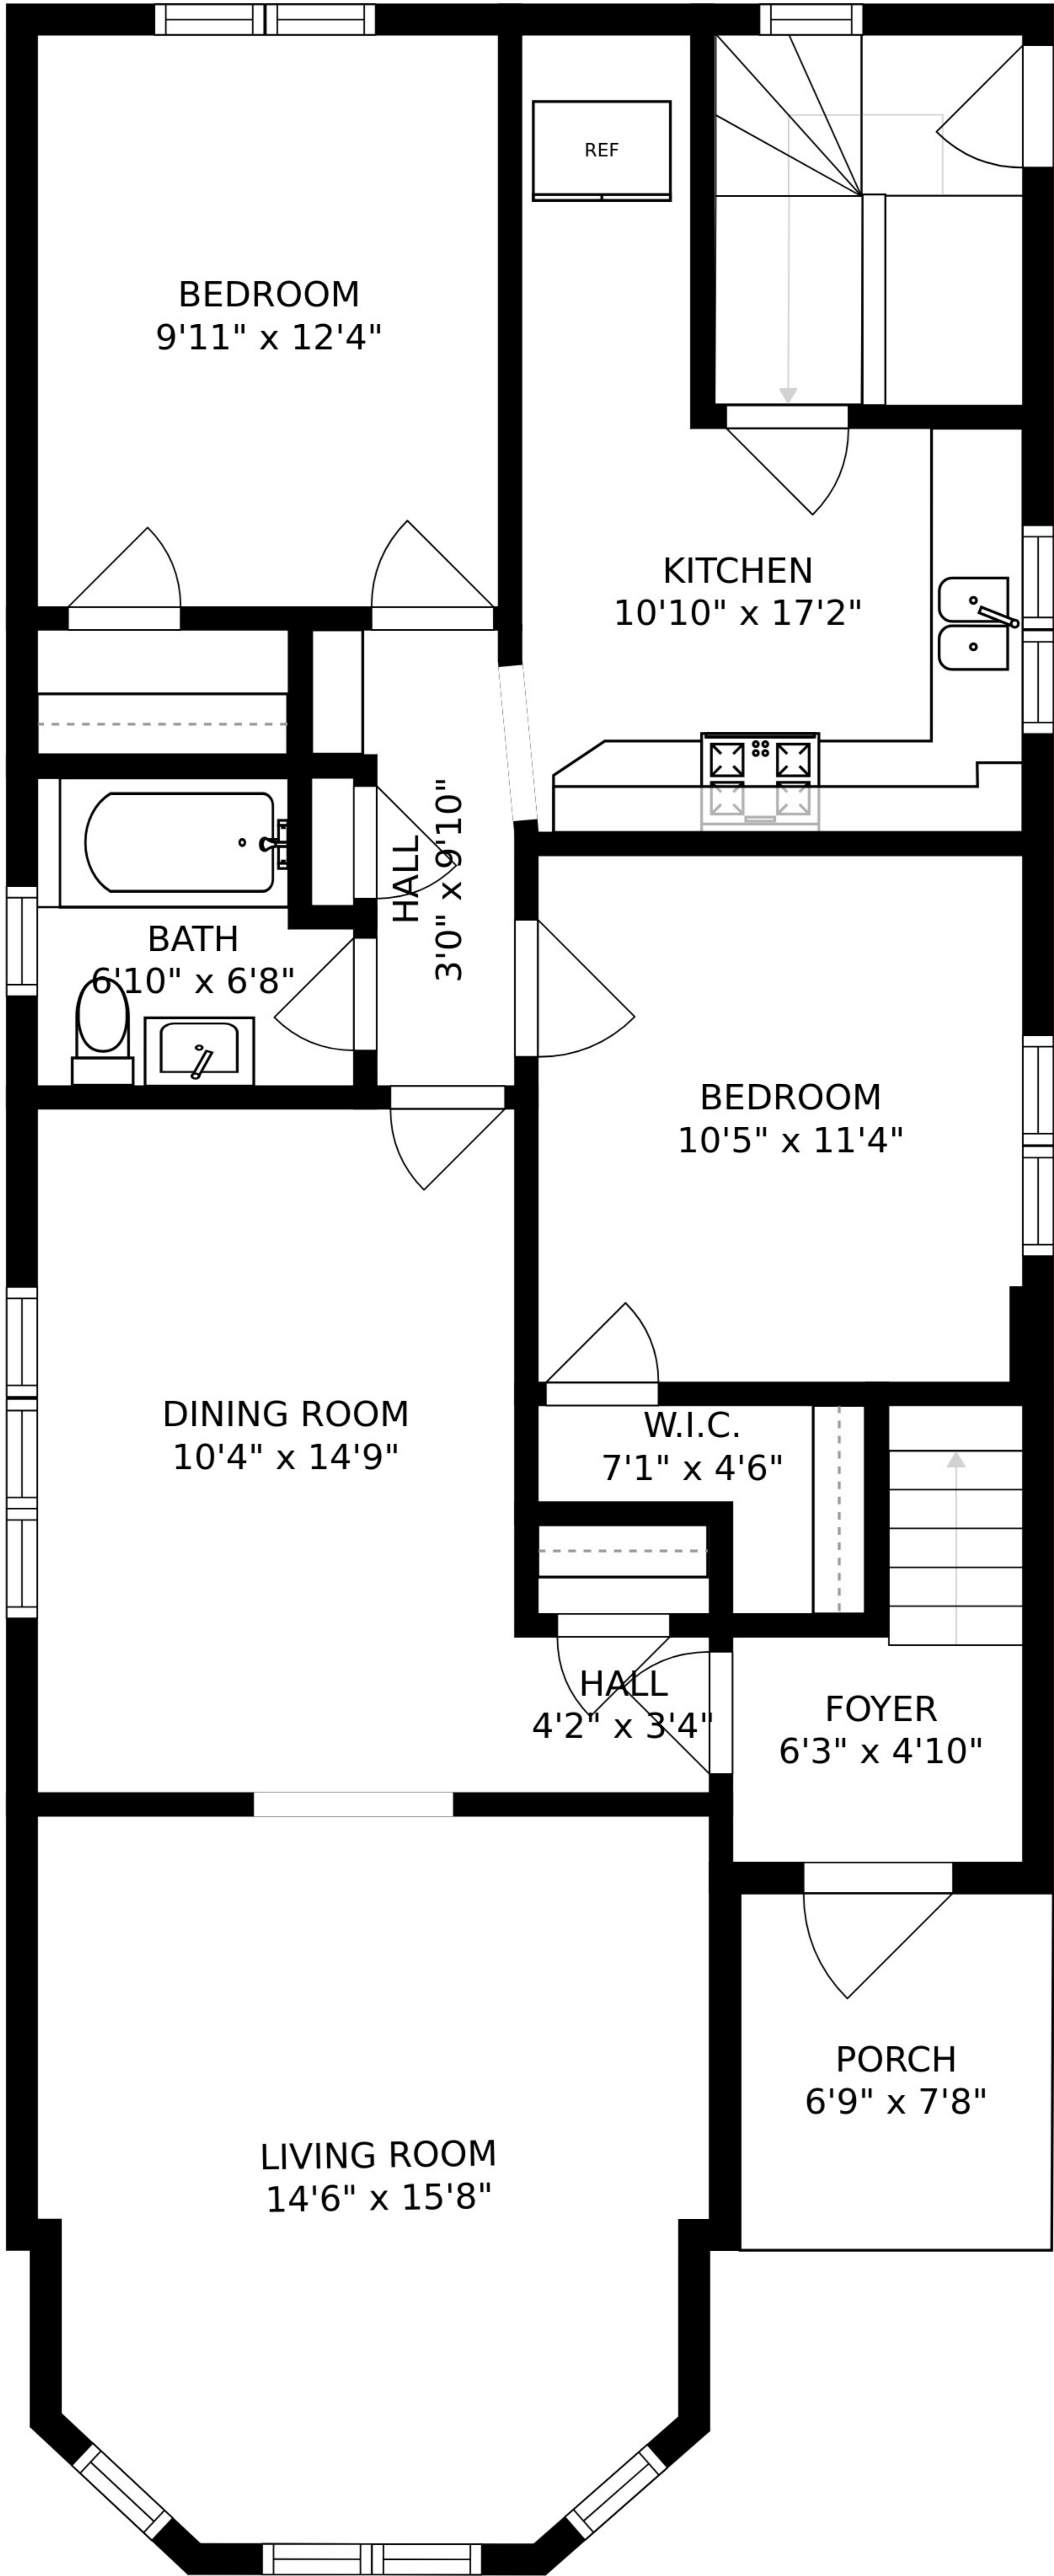 REF
BEDROOM
9'11" x 12'4"
KITCHEN
10'10" x 17'2"
HALL
3'0" x 9'10"
BATH
6'10" x 6'8"
BEDROOM
10'5" x 11'4"
DINING ROOM
10'4" x 14'9"
W.I.C.
7'1" x 4'6"
HALL
4'2" x 3'4"
FOYER
6'3" x 4'10"
PORCH
6'9" x 7'8"
LIVING ROOM
14'6" x 15'8"